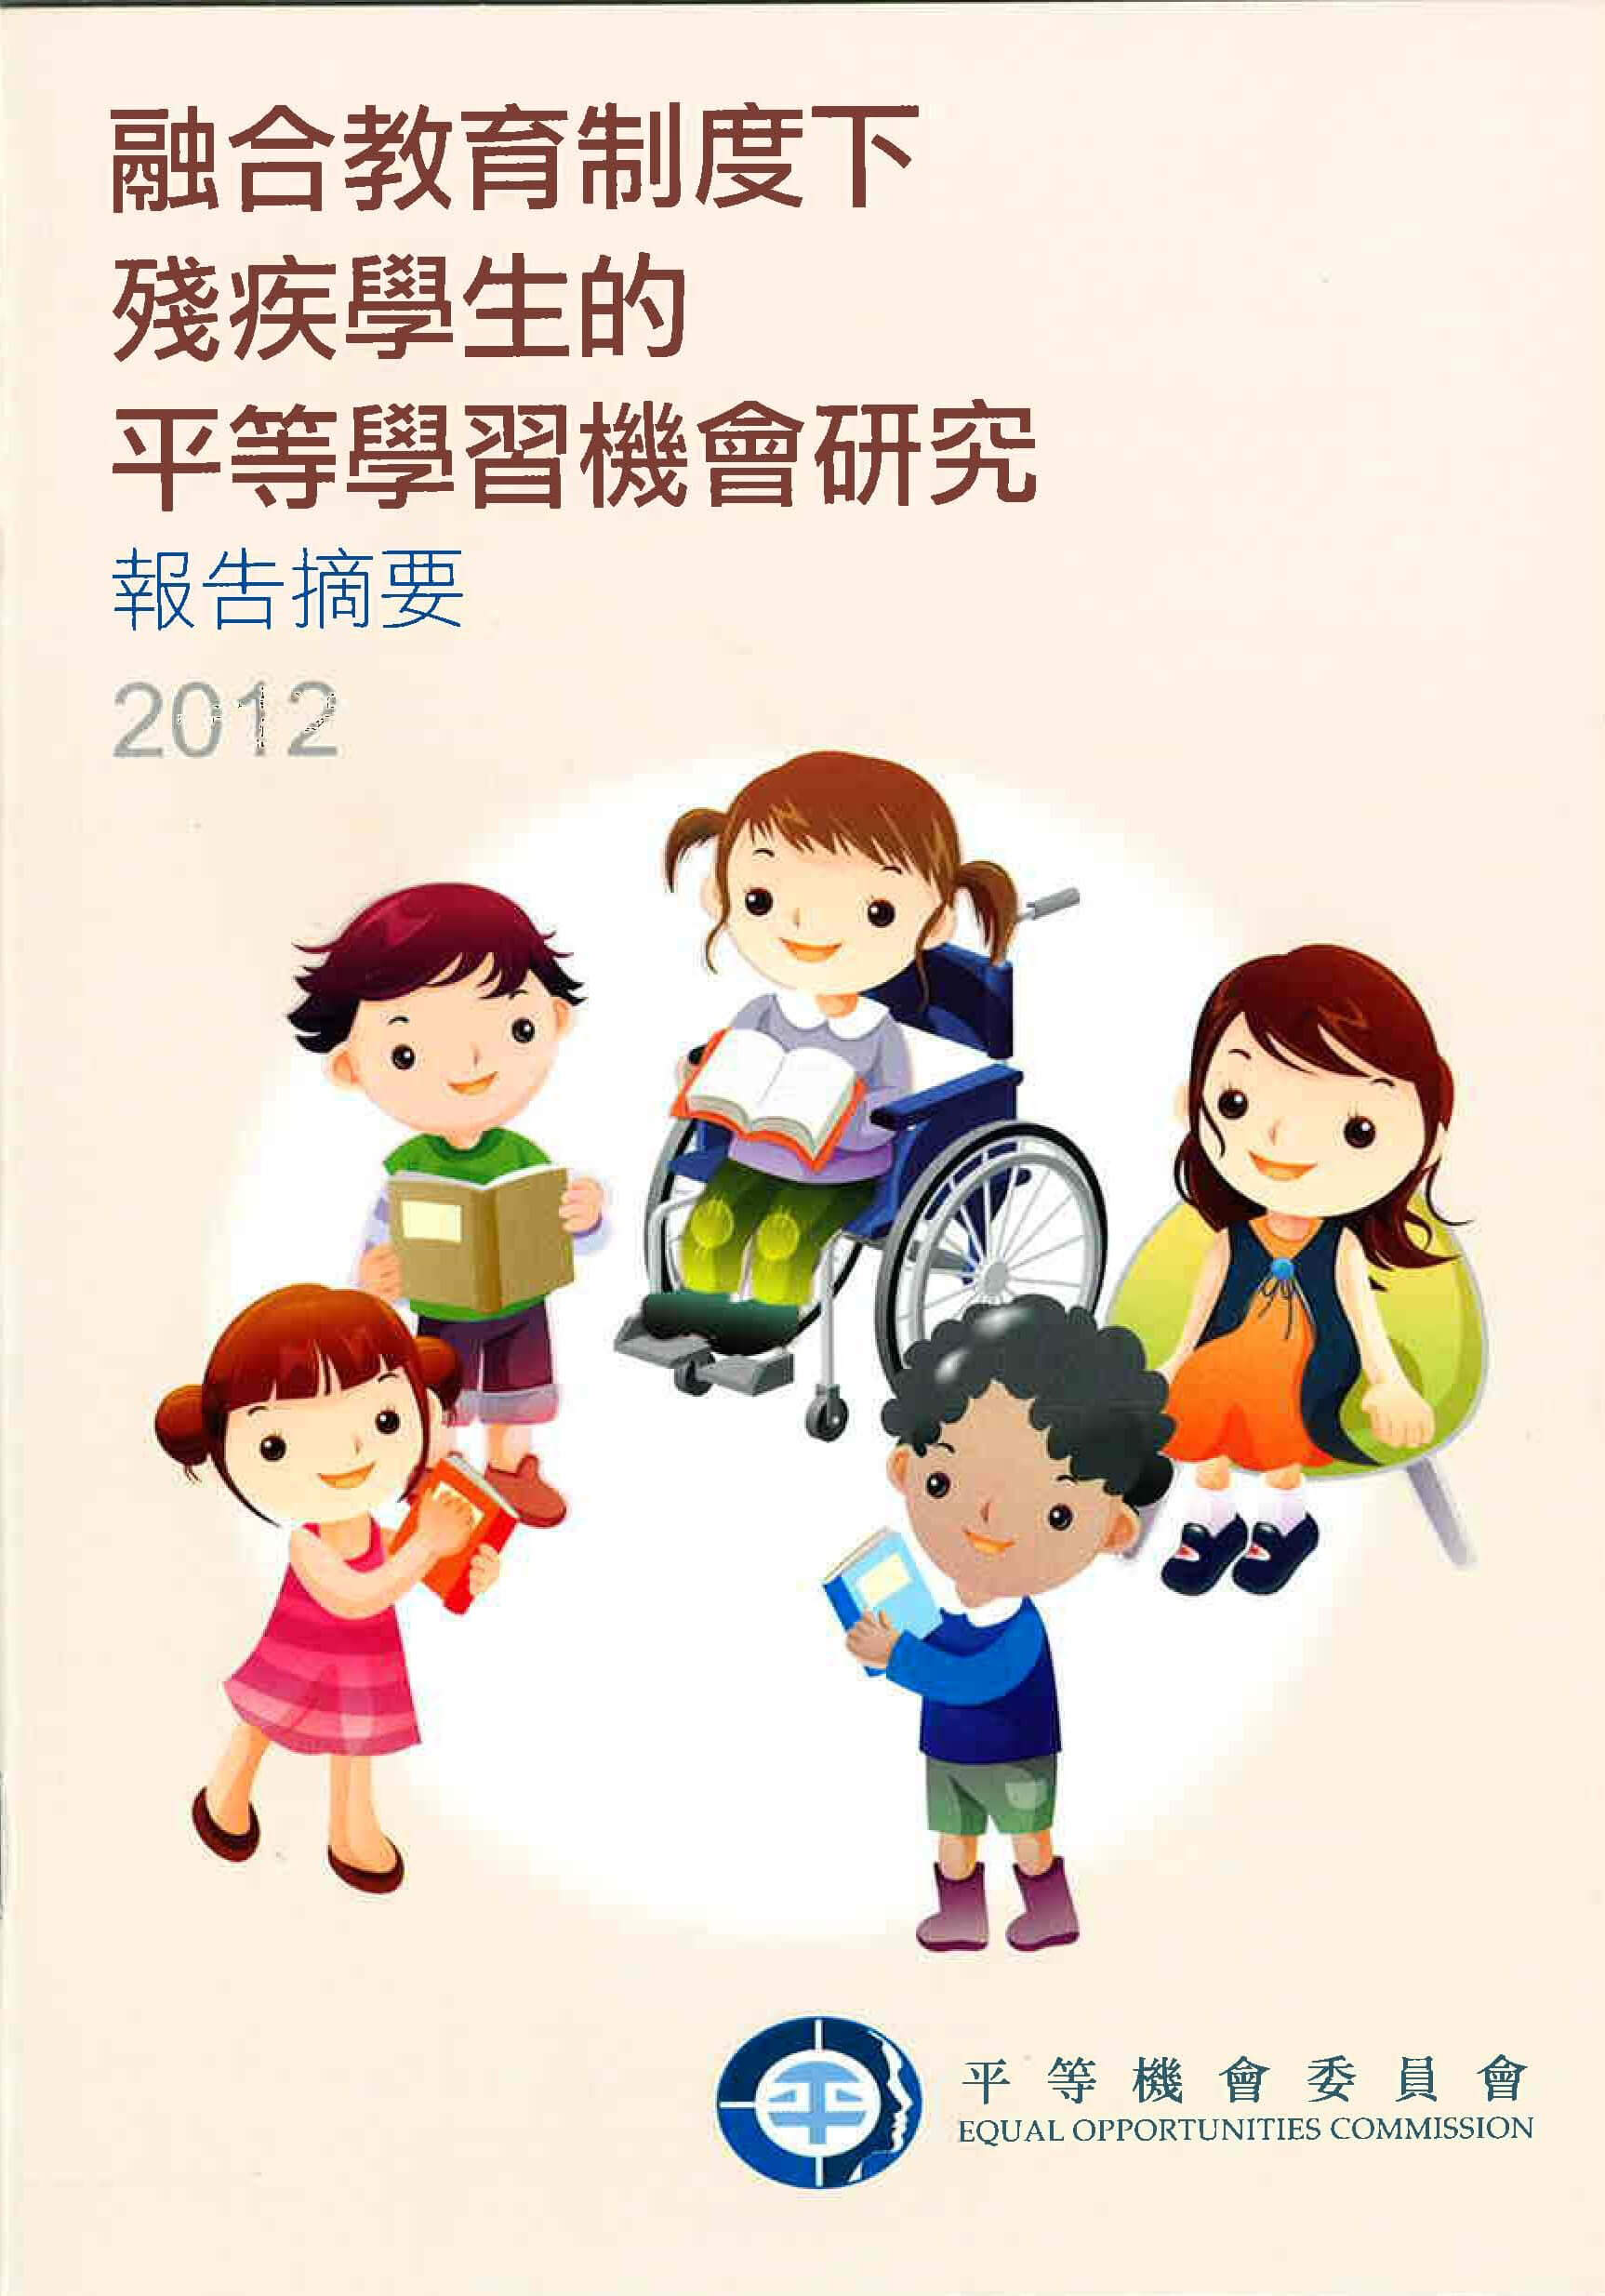 融合教育制度下
殘疾學生的
平等學習機會研究
報告摘要
2012
平等機會委員會
EQUAL OPPORTUNITIES COMMISSION